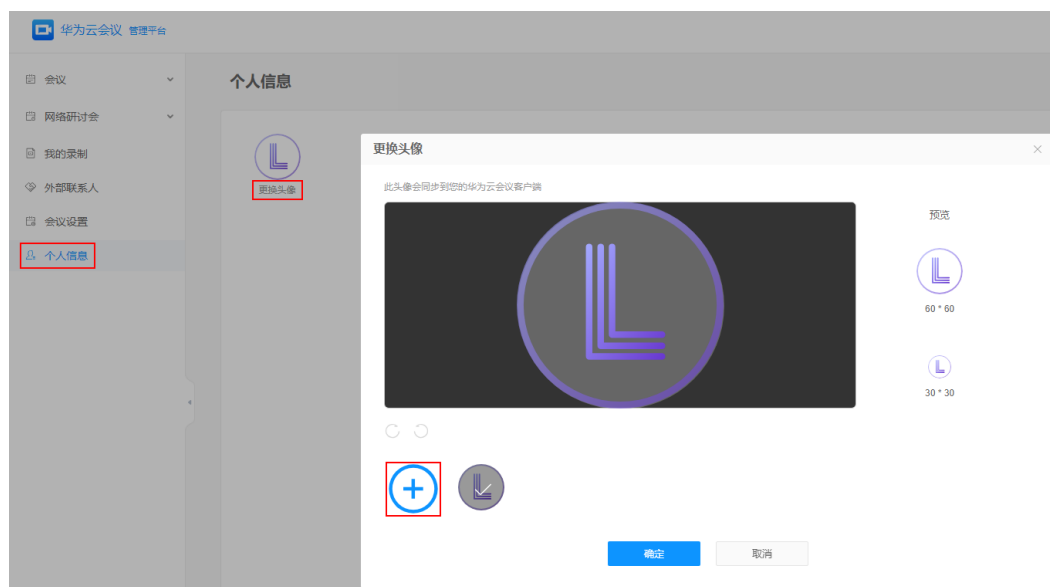 华为云会议 管理平台
会议
网络研讨会
我的录制
外部联系人
会议设置
个人信息
个人信息
更换头像
更换头像
此头像会同步到您的华为云会议客户端
预览
60 * 60
30 * 30
确定
取消